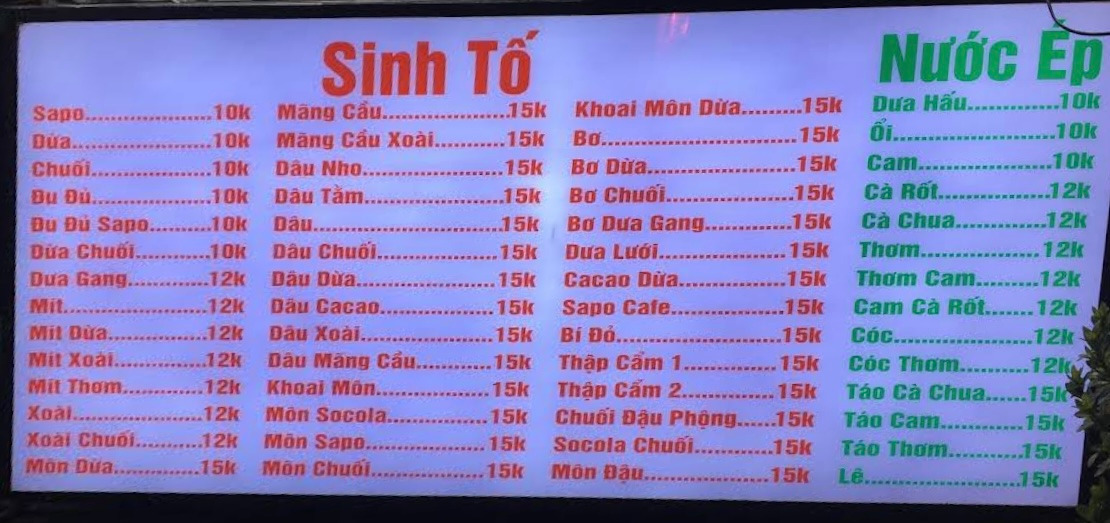 Sinh Tố
Sapo....................10k
Dừa......................10k
Chuối...................10k
Đu Đủ...................10k
Đu Đủ Sapo..........10k
Dừa Chuối............10k
Dưa Gang.............12k
Mít.......................12k
Mít Dừa................12k
Mít Xoài...............12k
Mít Thơm.............12k
Xoài.....................12k
Xoài Chuối...........12k
Môn Dừa..............15k
Mãng Cầu....................15k
Mãng Cầu Xoài...........15k
Dâu Nho......................15k
Dâu Tằm......................15k
Dâu..............................15k
Dâu Chuối....................15k
Dâu Dừa.......................15k
Dâu Cacao...................15k
Dâu Xoài......................15k
Dâu Mãng Cầu.............15k
Khoai Môn...................15k
Môn Socola..................15k
Môn Sapo.....................15k
Môn Chuối...................15k
Khoai Môn Dừa.........15k
Bơ................................15k
Bơ Dừa........................15k
Bơ Chuối.....................15k
Bơ Dưa Gang..............15k
Dưa Lưới.....................15k
Cacao Dừa..................15k
Sapo Cafe...................15k
Bí Đỏ...........................15k
Thập Cẩm 1................15k
Thập Cẩm 2................15k
Chuối Đậu Phộng......15k
Socola Chuối..............15k
Môn Đậu.....................15k
Nước Ép
Dưa Hấu..............10k
Ổi..........................10k
Cam......................10k
Cà Rốt..................12k
Cà Chua...............12k
Thơm....................12k
Thơm Cam..........12k
Cam Cà Rốt.......12k
Cóc.......................12k
Cóc Thơm...........12k
Táo Cà Chua......15k
Táo Cam.............15k
Táo Thơm...........15k
Lê.........................15k